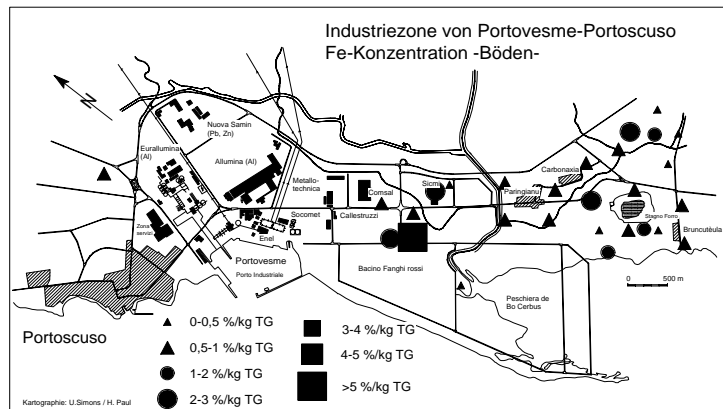 Industriezone von Portovesme-Portoscuso
Fe-Konzentration -Böden-
N
Nuova Samin
(Pb, Zn)
Eurallumina
(Al)
Allumina (Al)
Metallo-
technica
Comsal
Sicmi
Carbonaxia
Paringianu
Zona
servizi
Socomet
Callestruzzi
Enel
Stagno Forro
Bruncutèula
Portovesme
Porto Industriale
Bacino Fanghi rossi
Peschiera de
Bo Cerbus
0 500 m
Portoscuso
0-0,5 %/kg TG
0,5-1 %/kg TG
1-2 %/kg TG
2-3 %/kg TG
3-4 %/kg TG
4-5 %/kg TG
>5 %/kg TG
Kartographie: U.Simons / H. Paul